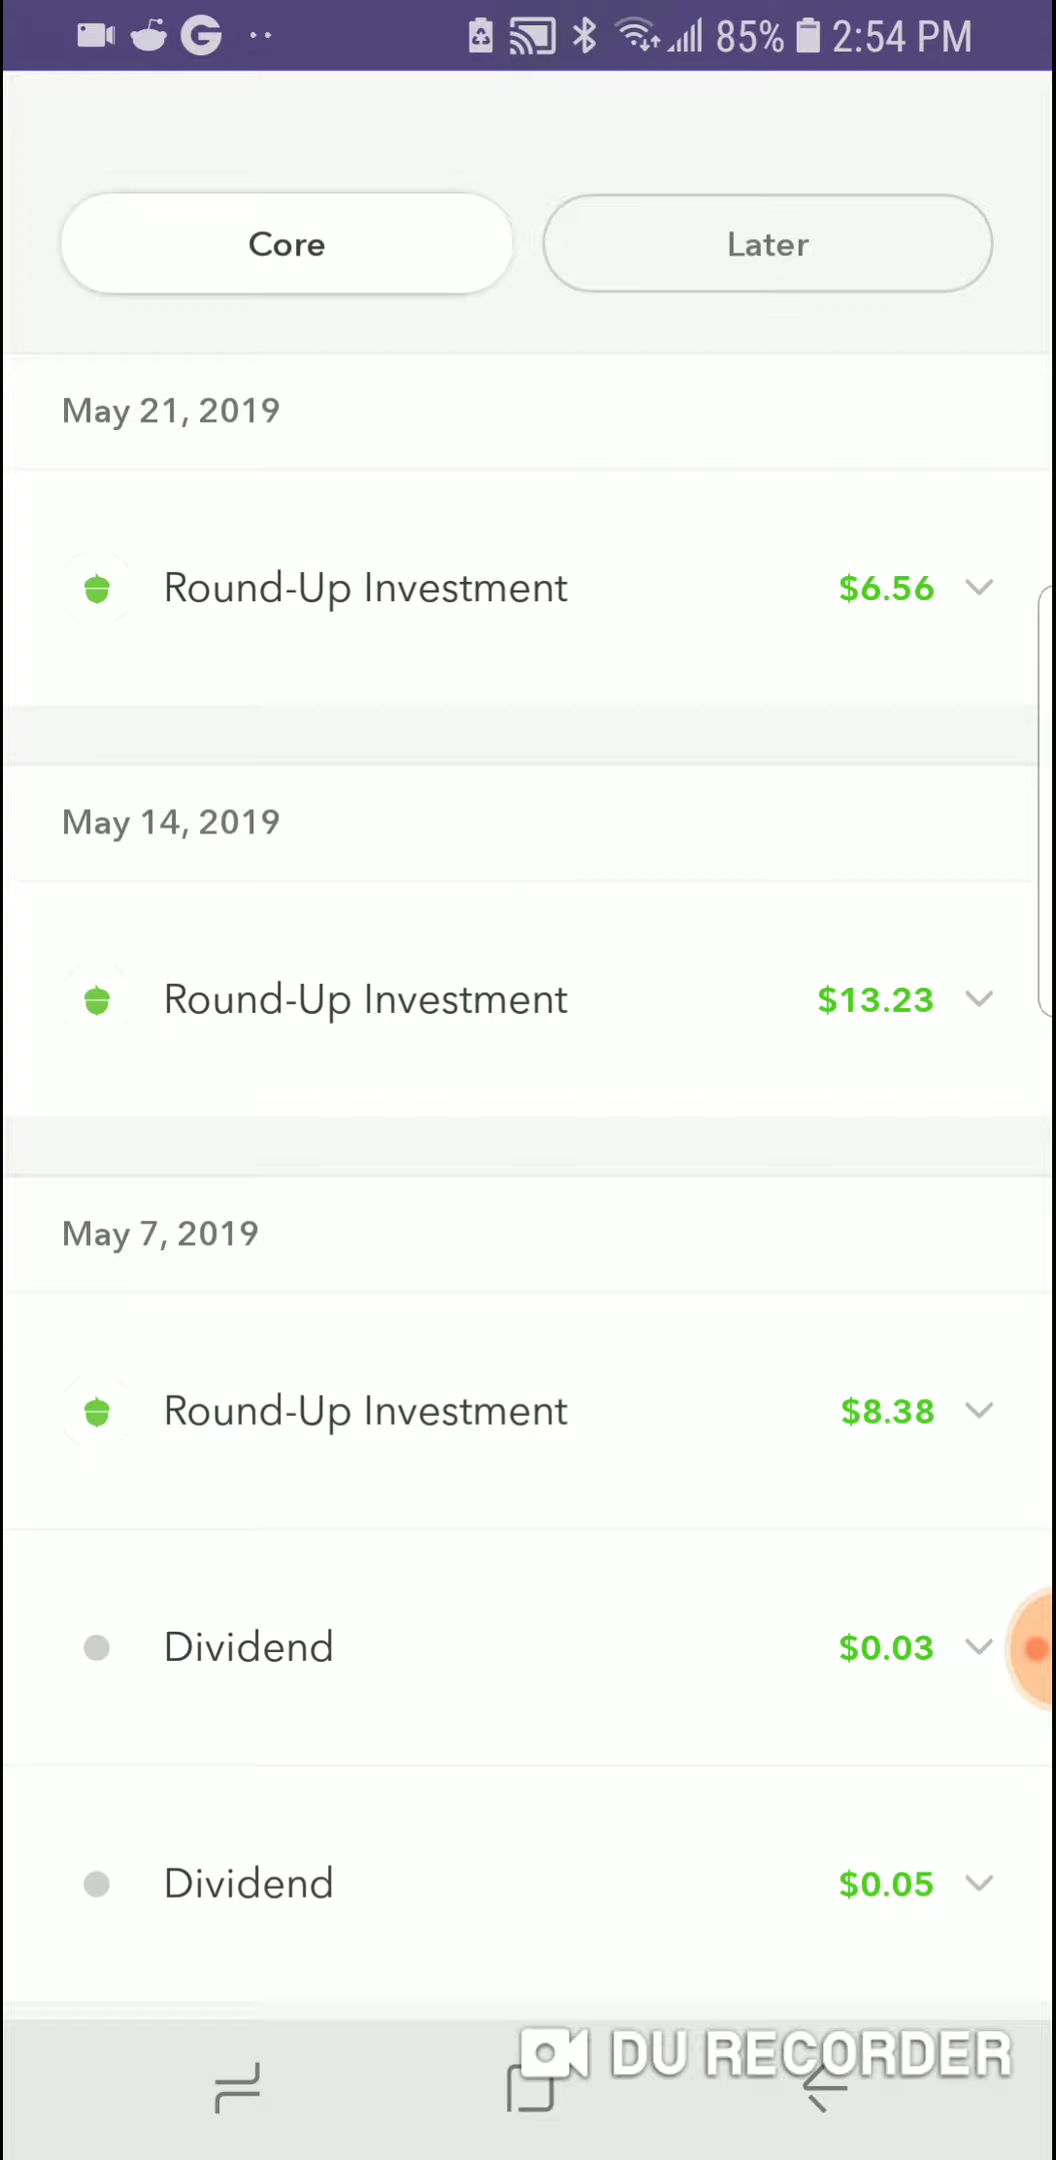 85% 2:54 PM
Core
Later
May 21, 2019
Round-Up Investment $6.56
May 14, 2019
Round-Up Investment $13.23
May 7, 2019
Round-Up Investment $8.38
Dividend $0.03
Dividend $0.05
DU RECORDER